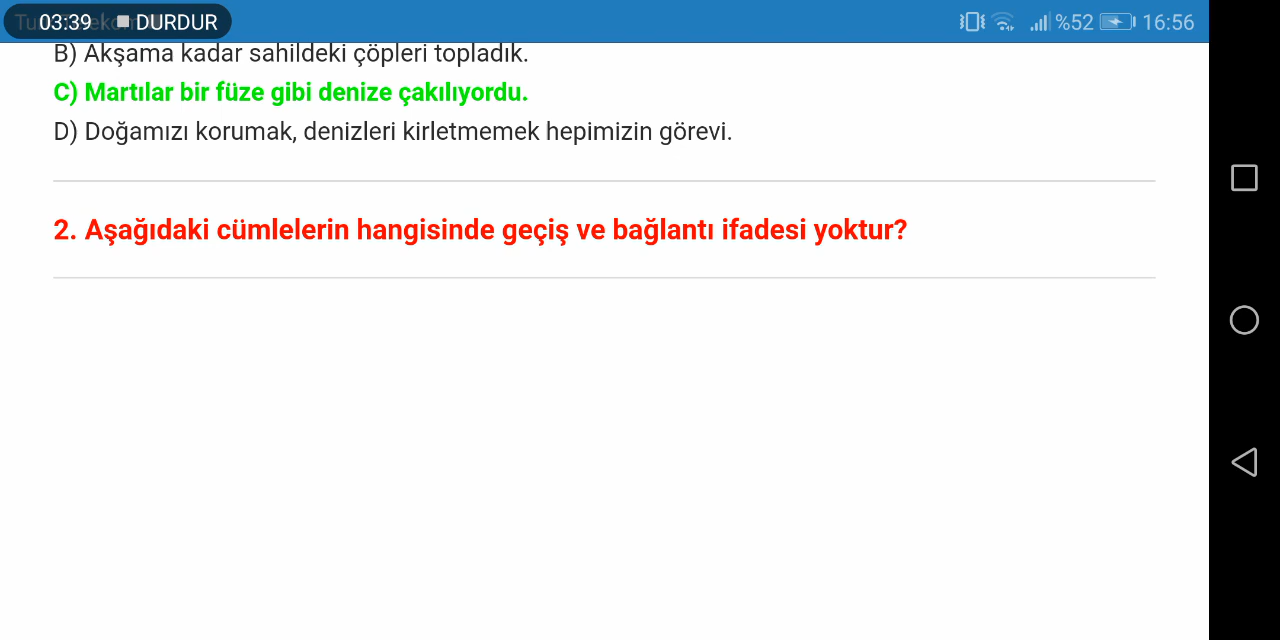 03:39 DURDUR %52 16:56
B) Akşama kadar sahildeki çöpleri topladık.
C) Martılar bir füze gibi denize çakılıyordu.
D) Doğamızı korumak, denizleri kirletmemek hepimizin görevi.
2. Aşağıdaki cümlelerin hangisinde geçiş ve bağlantı ifadesi yoktur?